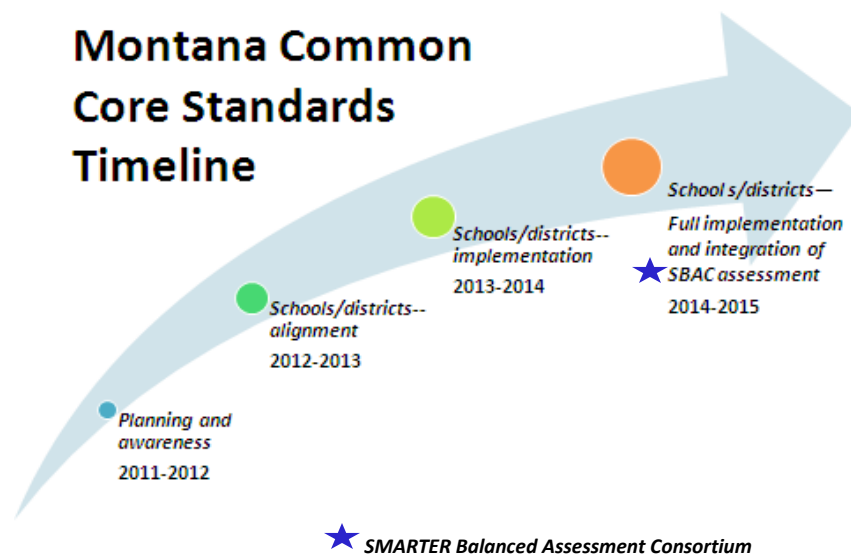 Montana Common
Core Standards
Timeline
Schools/districts—
Full implementation
and integration of
SBAC assessment
2014-2015
Schools/districts--
implementation
2013-2014
Schools/districts--
alignment
2012-2013
Planning and
awareness
2011-2012
SMARTER Balanced Assessment Consortium